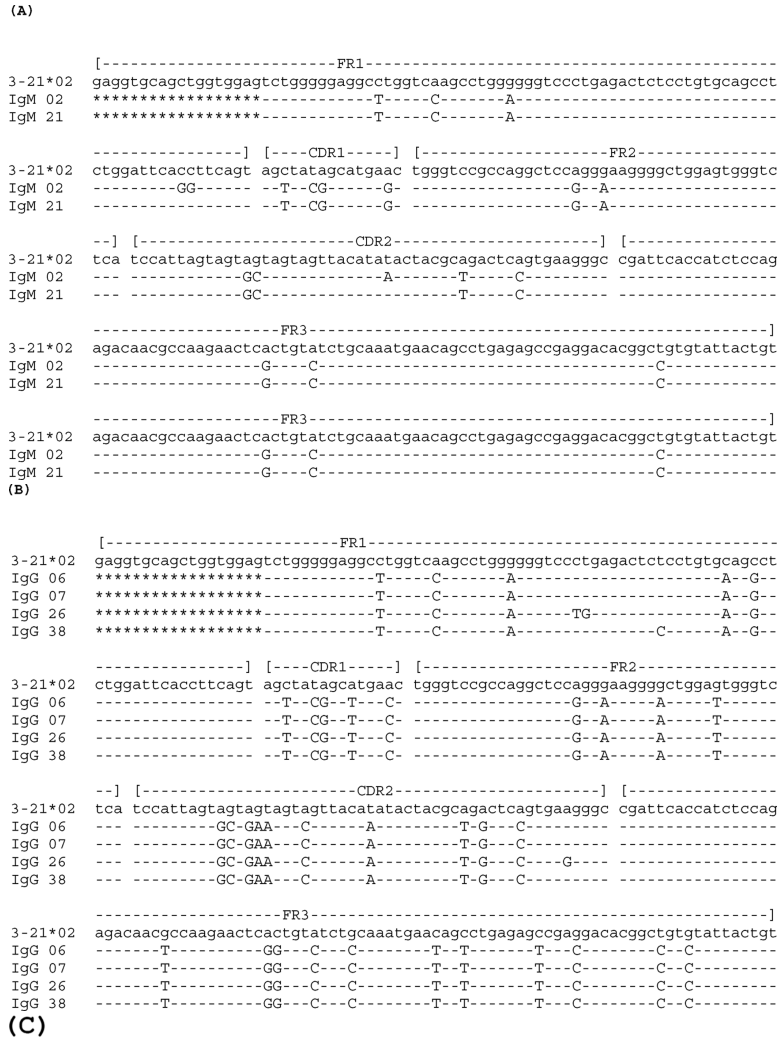 (A)
[-------------------------FR1--------------------------------------------
3-21*02 gaggtgcagctggtggagtctgggggaggcctggtcaagcctggggggtccctgagactctcctgtgcagcct
IgM 02 ******************------------T-----C-------A----------------------------
IgM 21 ******************------------T-----C-------A----------------------------
----------------] [----CDR1-----] [--------------------FR2---------------
3-21*02 ctggattcaccttcagt agctatagcatgaac tgggtccgccaggctccagggaaggggctggagtgggtc
IgM 02 ---------GG------ --T--CG------G- -----------------G--A------------------
IgM 21 ----------------- --T--CG------G- -----------------G--A------------------
--] [-----------------------CDR2----------------------] [----------------
3-21*02 tca tccattagtagtagtagtagttacatatactacgcagactcagtgaagggc cgattcaccatctccag
IgM 02 --- ------------GC-------------A-------T-----C--------- -----------------
IgM 21 --- ------------GC---------------------T-----C--------- -----------------
--------------------FR3-------------------------------------------------]
3-21*02 agacaacgccaagaactcactgtatctgcaaatgaacagcctgagagccgaggacacggctgtgtattactgt
IgM 02 ------------------G----C------------------------------------C------------
IgM 21 ------------------G----C------------------------------------C------------
--------------------FR3-------------------------------------------------]
3-21*02 agacaacgccaagaactcactgtatctgcaaatgaacagcctgagagccgaggacacggctgtgtattactgt
IgM 02 ------------------G----C------------------------------------C------------
IgM 21 ------------------G----C------------------------------------C------------
(B)
[-------------------------FR1--------------------------------------------
3-21*02 gaggtgcagctggtggagtctgggggaggcctggtcaagcctggggggtccctgagactctcctgtgcagcct
IgG 06 ******************------------T-----C-------A----------------------A--G--
IgG 07 ******************------------T-----C-------A----------------------A--G--
IgG 26 ******************------------T-----C-------A------TG--------------A--G--
IgG 38 ******************------------T-----C-------A---------------C------A--G--
----------------] [----CDR1-----] [--------------------FR2---------------
3-21*02 ctggattcaccttcagt agctatagcatgaac tgggtccgccaggctccagggaaggggctggagtgggtc
IgG 06 ----------------- --T--CG--T---C- -----------------G--A-----A-----T------
IgG 07 ----------------- --T--CG--T---C- -----------------G--A-----A-----T------
IgG 26 ----------------- --T--CG--T---C- -----------------G--A-----A-----T------
IgG 38 ----------------- --T--CG--T---C- -----------------G--A-----A-----T------
--] [-----------------------CDR2----------------------] [----------------
3-21*02 tca tccattagtagtagtagtagttacatatactacgcagactcagtgaagggc cgattcaccatctccag
IgG 06 --- ---------GC-GAA---C------A---------T-G---C--------- -----------------
IgG 07 --- ---------GC-GAA---C------A---------T-G---C--------- -----------------
IgG 26 --- ---------GC-GAA---C------A---------T-G---C----G---- -----------------
IgG 38 --- ---------GC-GAA---C------A---------T-G---C--------- -----------------
--------------------FR3-------------------------------------------------]
3-21*02 agacaacgccaagaactcactgtatctgcaaatgaacagcctgagagccgaggacacggctgtgtattactgt
IgG 06 -------T----------GG---C---C--------T--T-------T---C--------C--C---------
IgG 07 -------T----------GG---C---C--------T--T-------T---C--------C--C---------
IgG 26 -------T----------GG---C---C--------T--T-------T---C--------C--C---------
IgG 38 -------T----------GG---C---C--------T--T-------T---C--------C--C---------
(C)